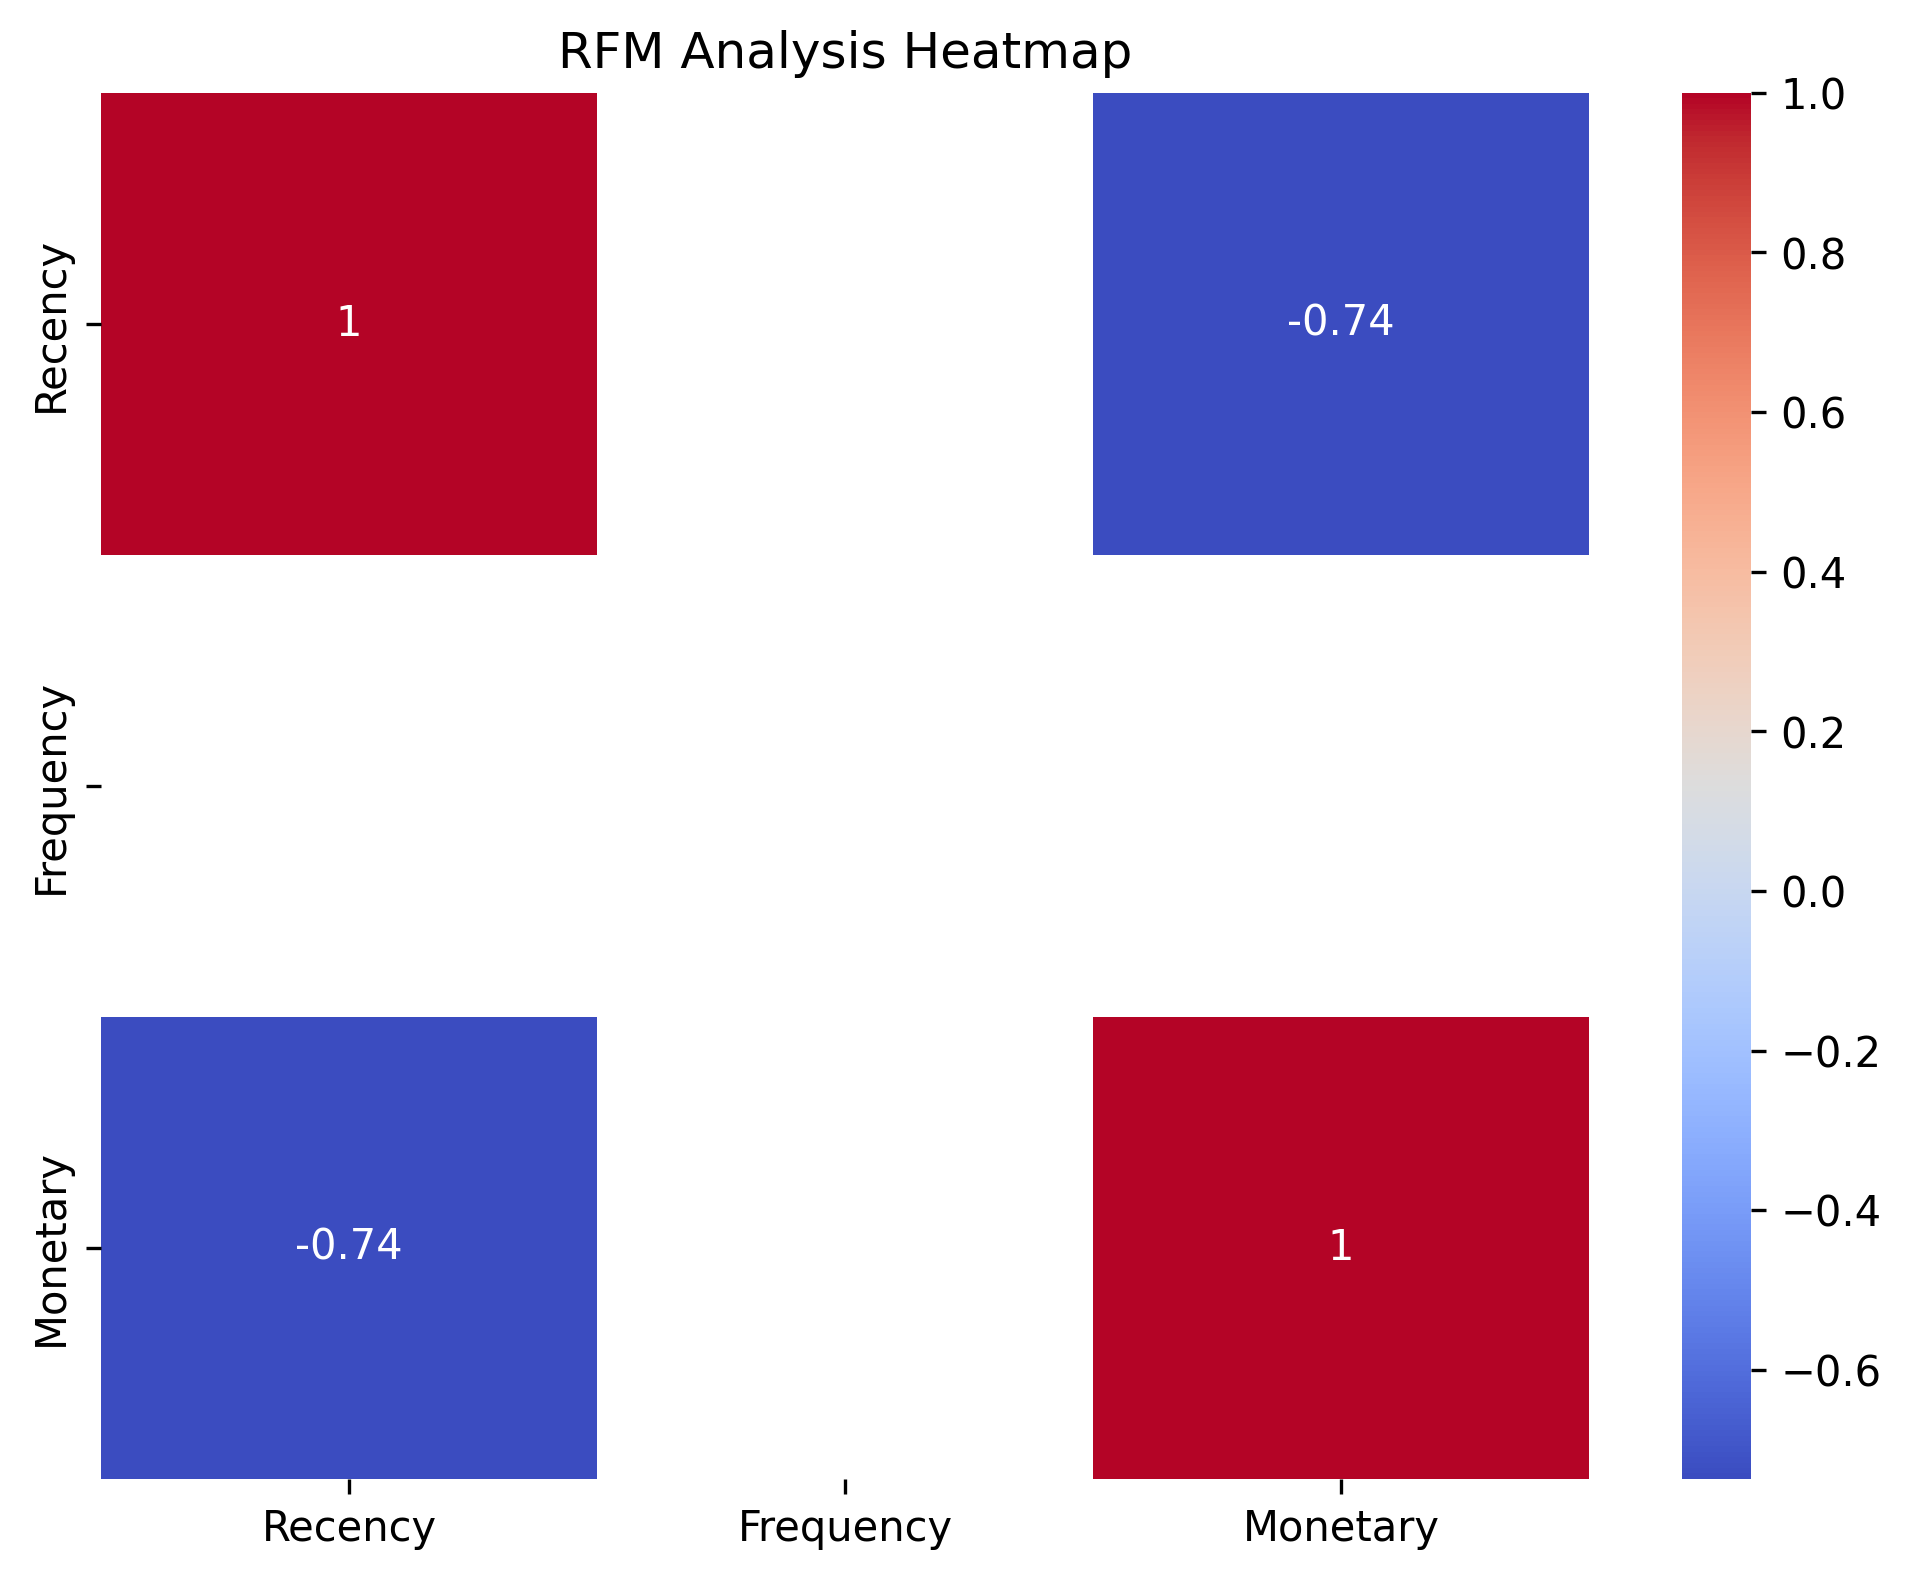 RFM Analysis Heatmap
Recency
1
-0.74
Frequency
Monetary
-0.74
1
Recency
Frequency
Monetary
1.0
0.8
0.6
0.4
0.2
0.0
−0.2
−0.4
−0.6